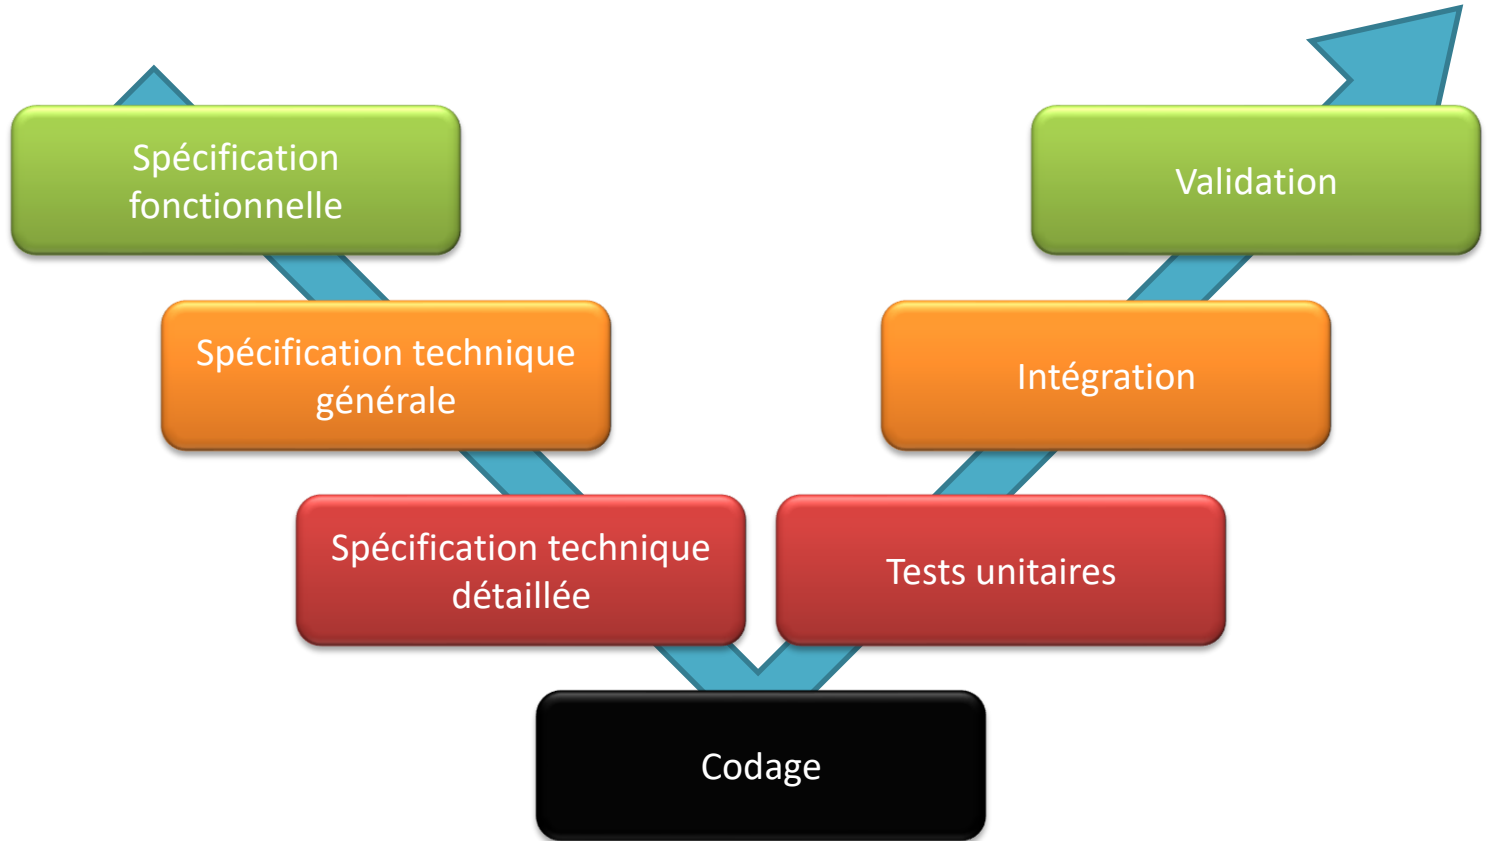 Spécification
fonctionnelle
Validation
Spécification technique
générale
Intégration
Spécification technique
détaillée
Tests unitaires
Codage